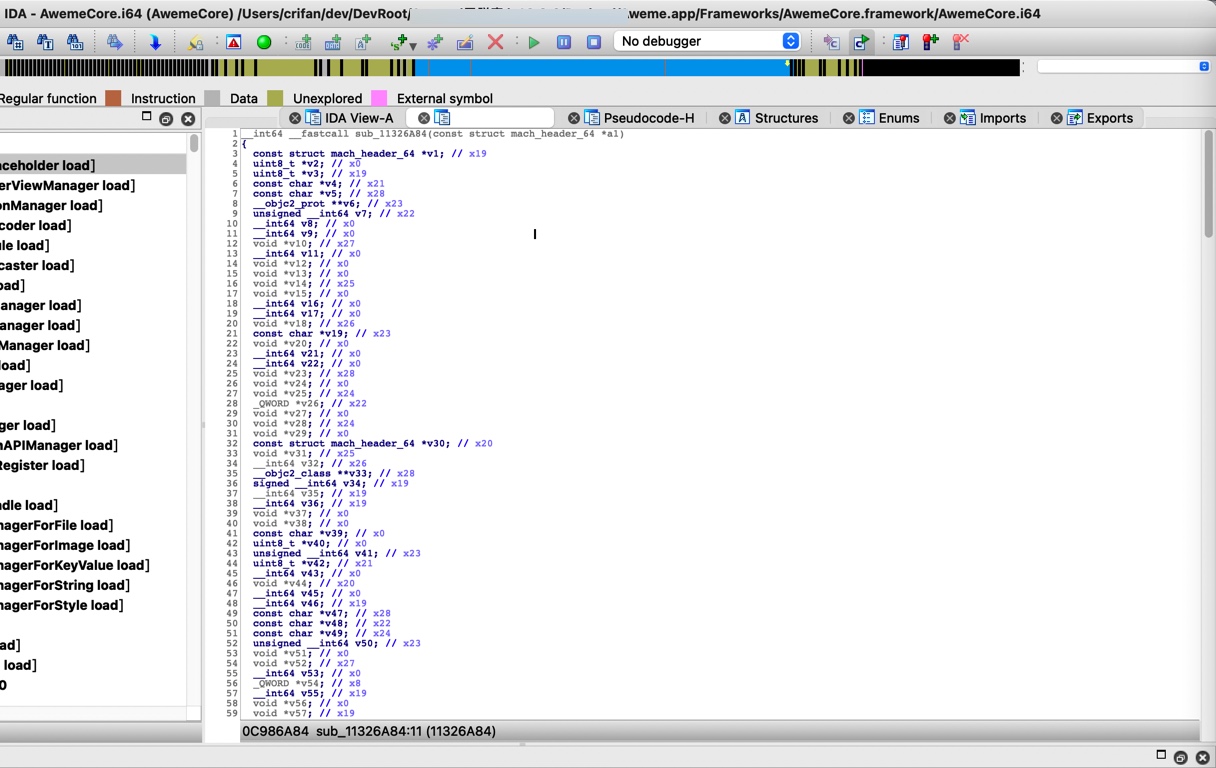 IDA - AwemeCore.i64 (AwemeCore) /Users/crifan/dev/DevRoot/ weme.app/Frameworks/AwemeCore.framework/AwemeCore.i64
No debugger
Regular function Instruction Data Unexplored External symbol
IDA View-A Pseudocode-H Structures Enums Imports Exports
aceholder load]
erViewManager load]
onManager load]
coder load]
ule load]
caster load]
oad]
anager load]
anager load]
Manager load]
load]
ager load]
ger load]
nAPIManager load]
Register load]
ndle load]
nagerForFile load]
nagerForImage load]
nagerForKeyValue load]
nagerForString load]
nagerForStyle load]
ad]
load]
0
1 __int64 __fastcall sub_11326A84(const struct mach_header_64 *a1)
2 {
3 const struct mach_header_64 *v1; // x19
4 uint8_t *v2; // x0
5 uint8_t *v3; // x19
6 const char *v4; // x21
7 const char *v5; // x28
8 __objc2_prot **v6; // x23
9 unsigned __int64 v7; // x22
10 __int64 v8; // x0
11 __int64 v9; // x0
12 void *v10; // x27
13 __int64 v11; // x0
14 void *v12; // x0
15 void *v13; // x0
16 void *v14; // x25
17 void *v15; // x0
18 __int64 v16; // x0
19 __int64 v17; // x0
20 void *v18; // x26
21 const char *v19; // x23
22 void *v20; // x0
23 __int64 v21; // x0
24 __int64 v22; // x0
25 void *v23; // x28
26 void *v24; // x0
27 void *v25; // x24
28 _QWORD *v26; // x22
29 void *v27; // x0
30 void *v28; // x24
31 void *v29; // x0
32 const struct mach_header_64 *v30; // x20
33 void *v31; // x25
34 __int64 v32; // x26
35 __objc2_class **v33; // x28
36 signed __int64 v34; // x19
37 __int64 v35; // x19
38 __int64 v36; // x19
39 void *v37; // x0
40 void *v38; // x0
41 const char *v39; // x0
42 uint8_t *v40; // x0
43 unsigned __int64 v41; // x23
44 uint8_t *v42; // x21
45 __int64 v43; // x0
46 void *v44; // x20
47 __int64 v45; // x0
48 __int64 v46; // x19
49 const char *v47; // x28
50 const char *v48; // x22
51 const char *v49; // x24
52 unsigned __int64 v50; // x23
53 void *v51; // x0
54 void *v52; // x27
55 __int64 v53; // x0
56 _QWORD *v54; // x8
57 __int64 v55; // x19
58 void *v56; // x0
59 void *v57; // x19
0C986A84 sub_11326A84:11 (11326A84)